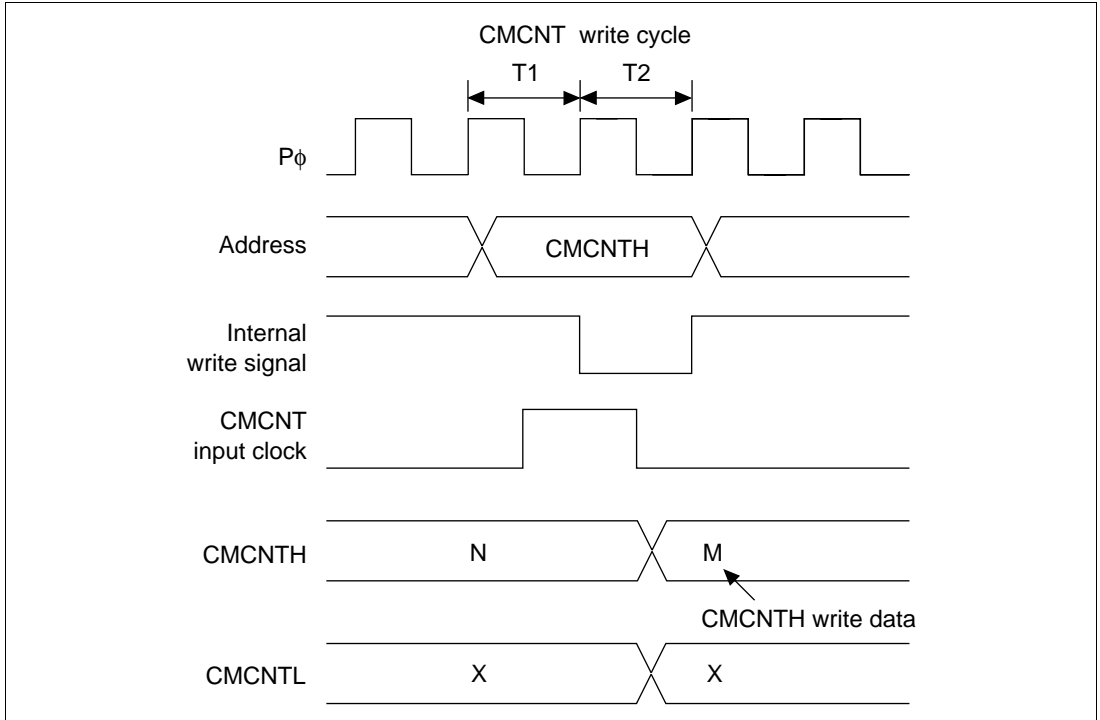 CMCNT write cycle
T1 T2
Pφ
Address CMCNTH
Internal
write signal
CMCNT
input clock
CMCNTH N M
CMCNTH write data
CMCNTL X X